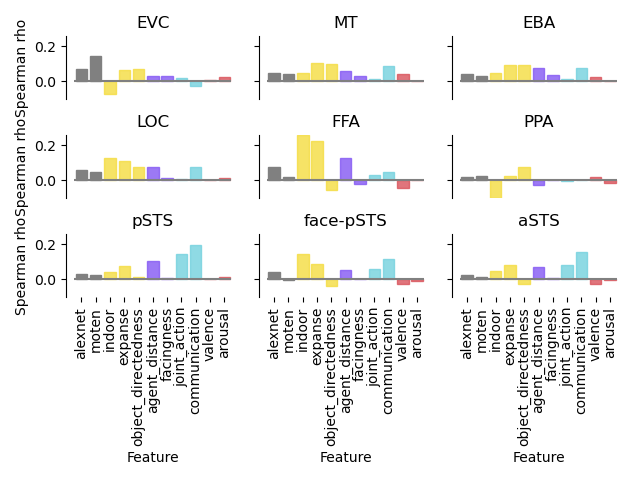 EVC
MT
EBA
Spearman rho
0.2
0.0
LOC
FFA
PPA
Spearman rho
0.2
0.0
pSTS
face-pSTS
aSTS
Spearman rho
0.2
0.0
alexnet
moten
indoor
expanse
object_directedness
agent_distance
facingness
joint_action
communication
valence
arousal
alexnet
moten
indoor
expanse
object_directedness
agent_distance
facingness
joint_action
communication
valence
arousal
alexnet
moten
indoor
expanse
object_directedness
agent_distance
facingness
joint_action
communication
valence
arousal
Feature
Feature
Feature